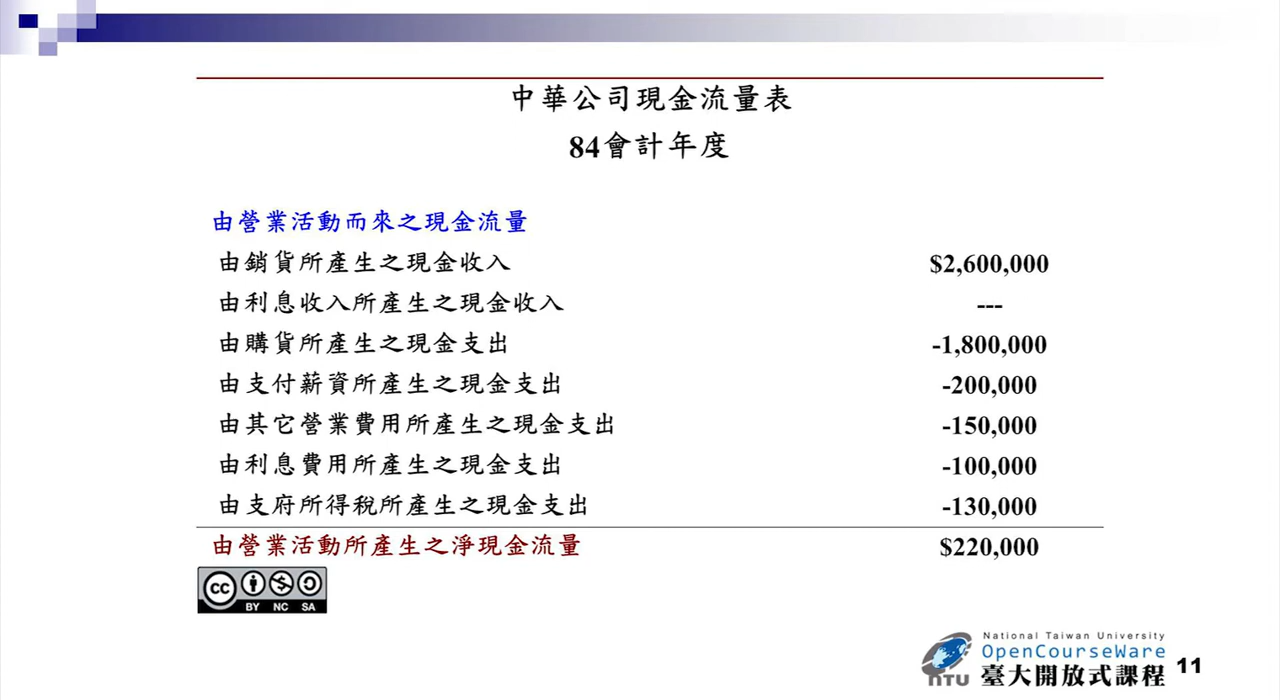 中華公司現金流量表
84會計年度
由營業活動而來之現金流量
由銷貨所產生之現金收入 $2,600,000
由利息收入所產生之現金收入 ---
由購貨所產生之現金支出 -1,800,000
由支付薪資所產生之現金支出 -200,000
由其它營業費用所產生之現金支出 -150,000
由利息費用所產生之現金支出 -100,000
由支府所得稅所產生之現金支出 -130,000
由營業活動所產生之淨現金流量 $220,000
cc BY NC SA
National Taiwan University
OpenCourseWare
NTU 臺大開放式課程 11